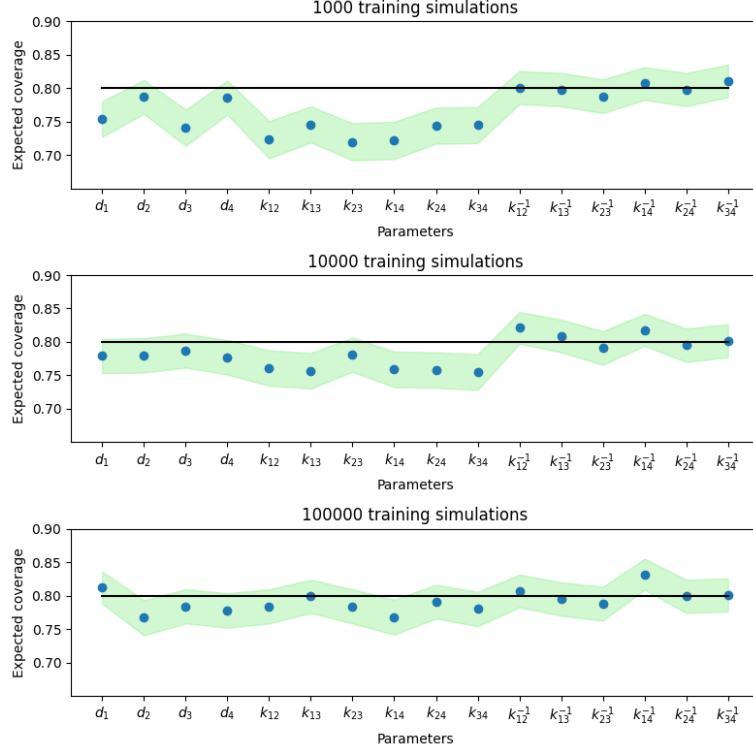 1000 training simulations
Expected coverage
0.90
0.80
0.75
0.85
0.70
d₁ d₂ d₃ d₄ k₁₂ k₁₃ k₂₃ k₁₄ k₂₄ k₃₄ k₁₂⁻¹ k₁₃⁻¹ k₂₃⁻¹ k₁₄⁻¹ k₂₄⁻¹ k₃₄⁻¹
Parameters
10000 training simulations
Expected coverage
0.90
0.85
0.80
0.75
0.70
d₁ d₂ d₃ d₄ k₁₂ k₁₃ k₂₃ k₁₄ k₂₄ k₃₄ k₁₂⁻¹ k₁₃⁻¹ k₂₃⁻¹ k₁₄⁻¹ k₂₄⁻¹ k₃₄⁻¹
Parameters
100000 training simulations
Expected coverage
0.90
0.85
0.80
0.75
0.70
d₁ d₂ d₃ d₄ k₁₂ k₁₃ k₂₃ k₁₄ k₂₄ k₃₄ k₁₂⁻¹ k₁₃⁻¹ k₂₃⁻¹ k₁₄⁻¹ k₂₄⁻¹ k₃₄⁻¹
Parameters